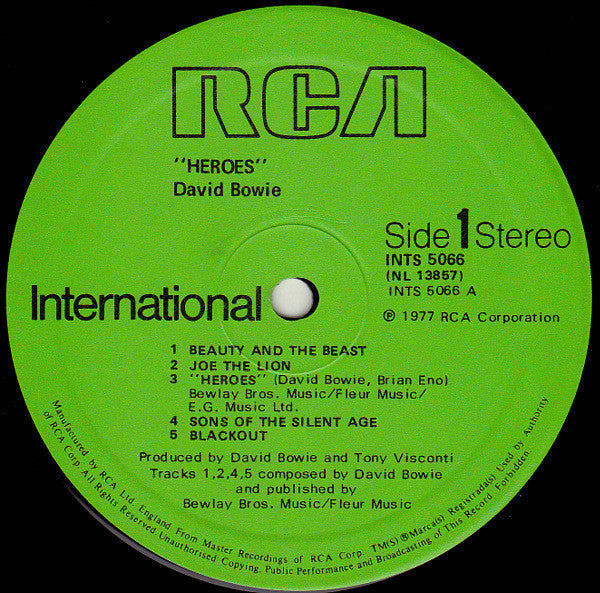 RCA
"HEROES"
David Bowie
Side 1 Stereo
INTS 5066
(NL 13857)
INTS 5066 A
International
℗ 1977 RCA Corporation
1 BEAUTY AND THE BEAST
2 JOE THE LION
3 "HEROES" (David Bowie, Brian Eno)
Bewlay Bros. Music/Fleur Music/
E.G. Music Ltd.
4 SONS OF THE SILENT AGE
5 BLACKOUT
Produced by David Bowie and Tony Visconti
Tracks 1,2,4,5 composed by David Bowie
and published by
Bewlay Bros. Music/Fleur Music
Manufactured by RCA Ltd. England From Master Recordings of RCA Corp. TM(S)®Marca(s) Registrada(s) Used by Authority
of RCA Corp. All Rights Reserved. Unauthorised Copying, Public Performance and Broadcasting of This Record Forbidden